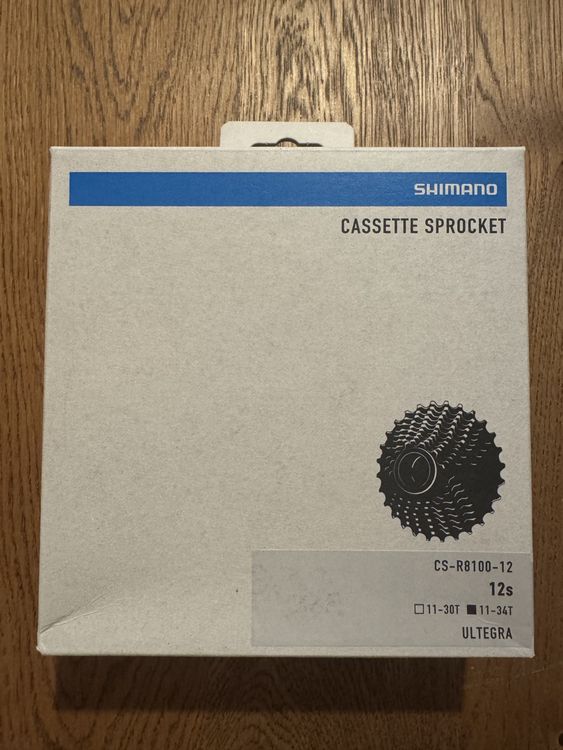 SHIMANO
CASSETTE SPROCKET
CS-R8100-12
12s
☐ 11-30T ■ 11-34T
ULTEGRA